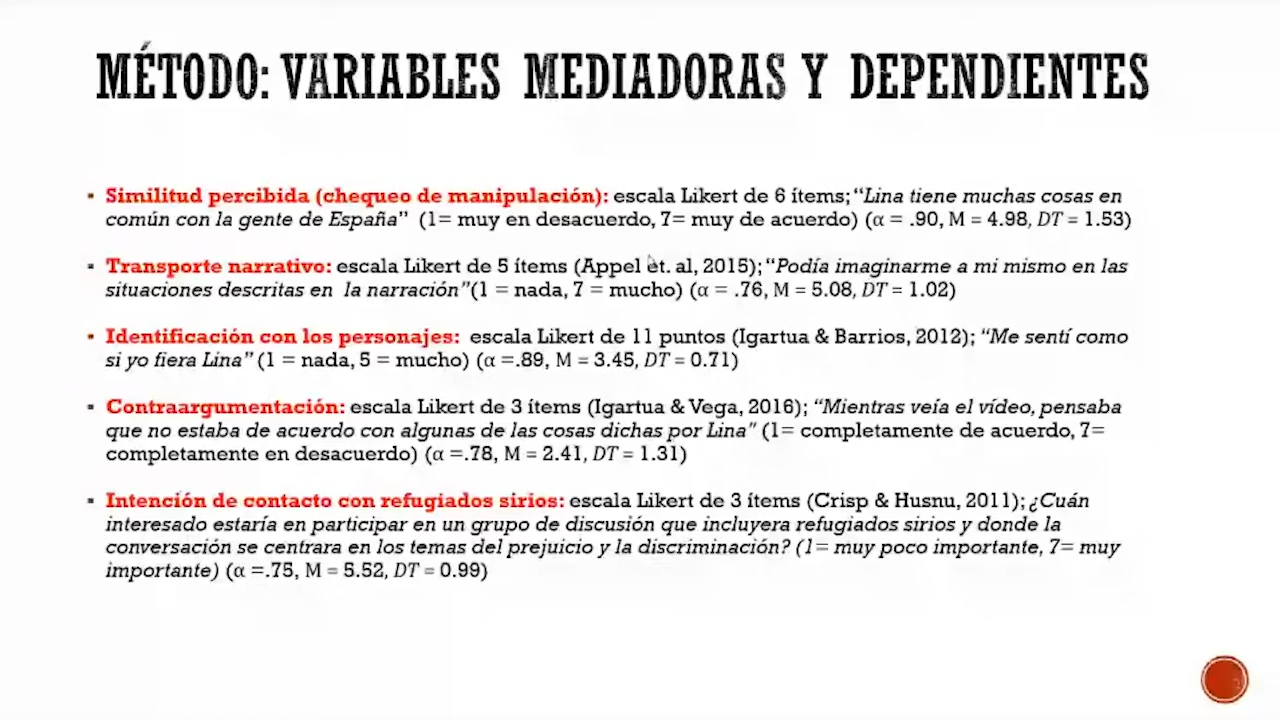 MÉTODO: VARIABLES MEDIADORAS Y DEPENDIENTES
▪ Similitud percibida (chequeo de manipulación): escala Likert de 6 ítems; “Lina tiene muchas cosas en
común con la gente de España” (1= muy en desacuerdo, 7= muy de acuerdo) (α = .90, M = 4.98, DT = 1.53)
▪ Transporte narrativo: escala Likert de 5 ítems (Appel et. al, 2015); “Podía imaginarme a mi mismo en las
situaciones descritas en la narración”(1 = nada, 7 = mucho) (α = .76, M = 5.08, DT = 1.02)
▪ Identificación con los personajes: escala Likert de 11 puntos (Igartua & Barrios, 2012); “Me sentí como
si yo fiera Lina” (1 = nada, 5 = mucho) (α =.89, M = 3.45, DT = 0.71)
▪ Contraargumentación: escala Likert de 3 ítems (Igartua & Vega, 2016); “Mientras veía el vídeo, pensaba
que no estaba de acuerdo con algunas de las cosas dichas por Lina” (1= completamente de acuerdo, 7=
completamente en desacuerdo) (α =.78, M = 2.41, DT = 1.31)
▪ Intención de contacto con refugiados sirios: escala Likert de 3 ítems (Crisp & Husnu, 2011); ¿Cuán
interesado estaría en participar en un grupo de discusión que incluyera refugiados sirios y donde la
conversación se centrara en los temas del prejuicio y la discriminación? (1= muy poco importante, 7= muy
importante) (α =.75, M = 5.52, DT = 0.99)